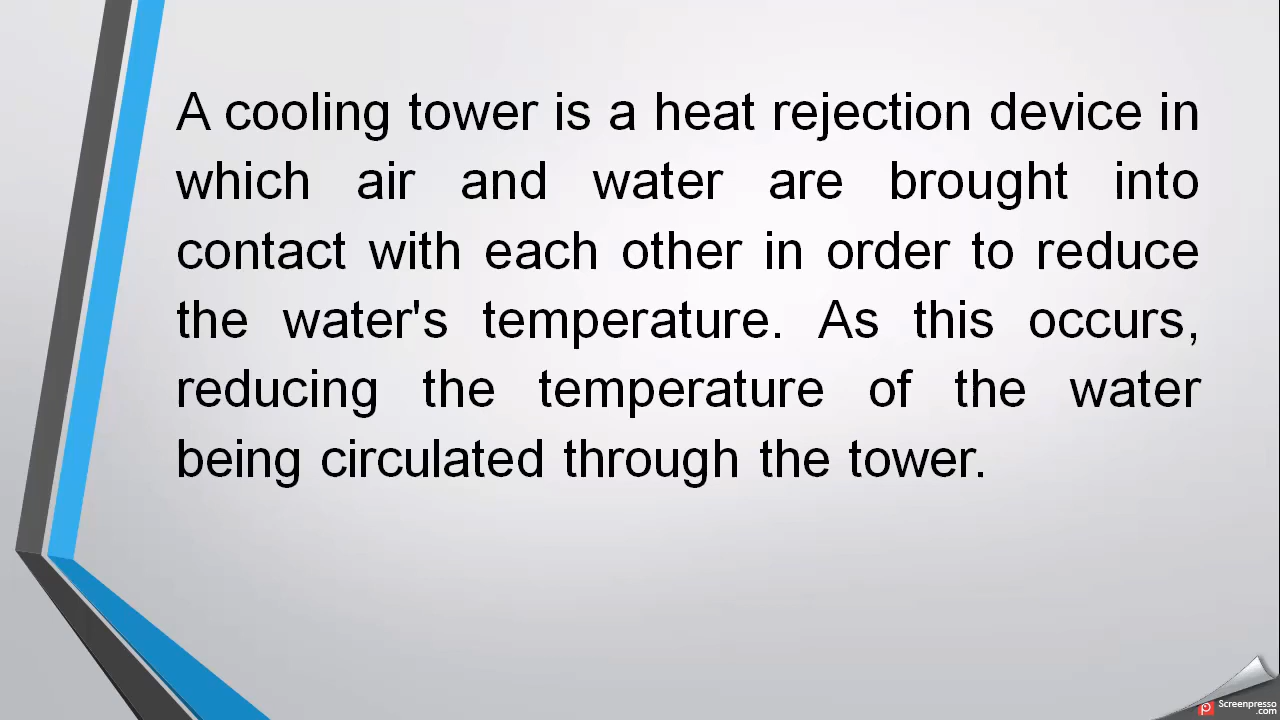 A cooling tower is a heat rejection device in
which air and water are brought into
contact with each other in order to reduce
the water's temperature. As this occurs,
reducing the temperature of the water
being circulated through the tower.
Screenpresso
.com